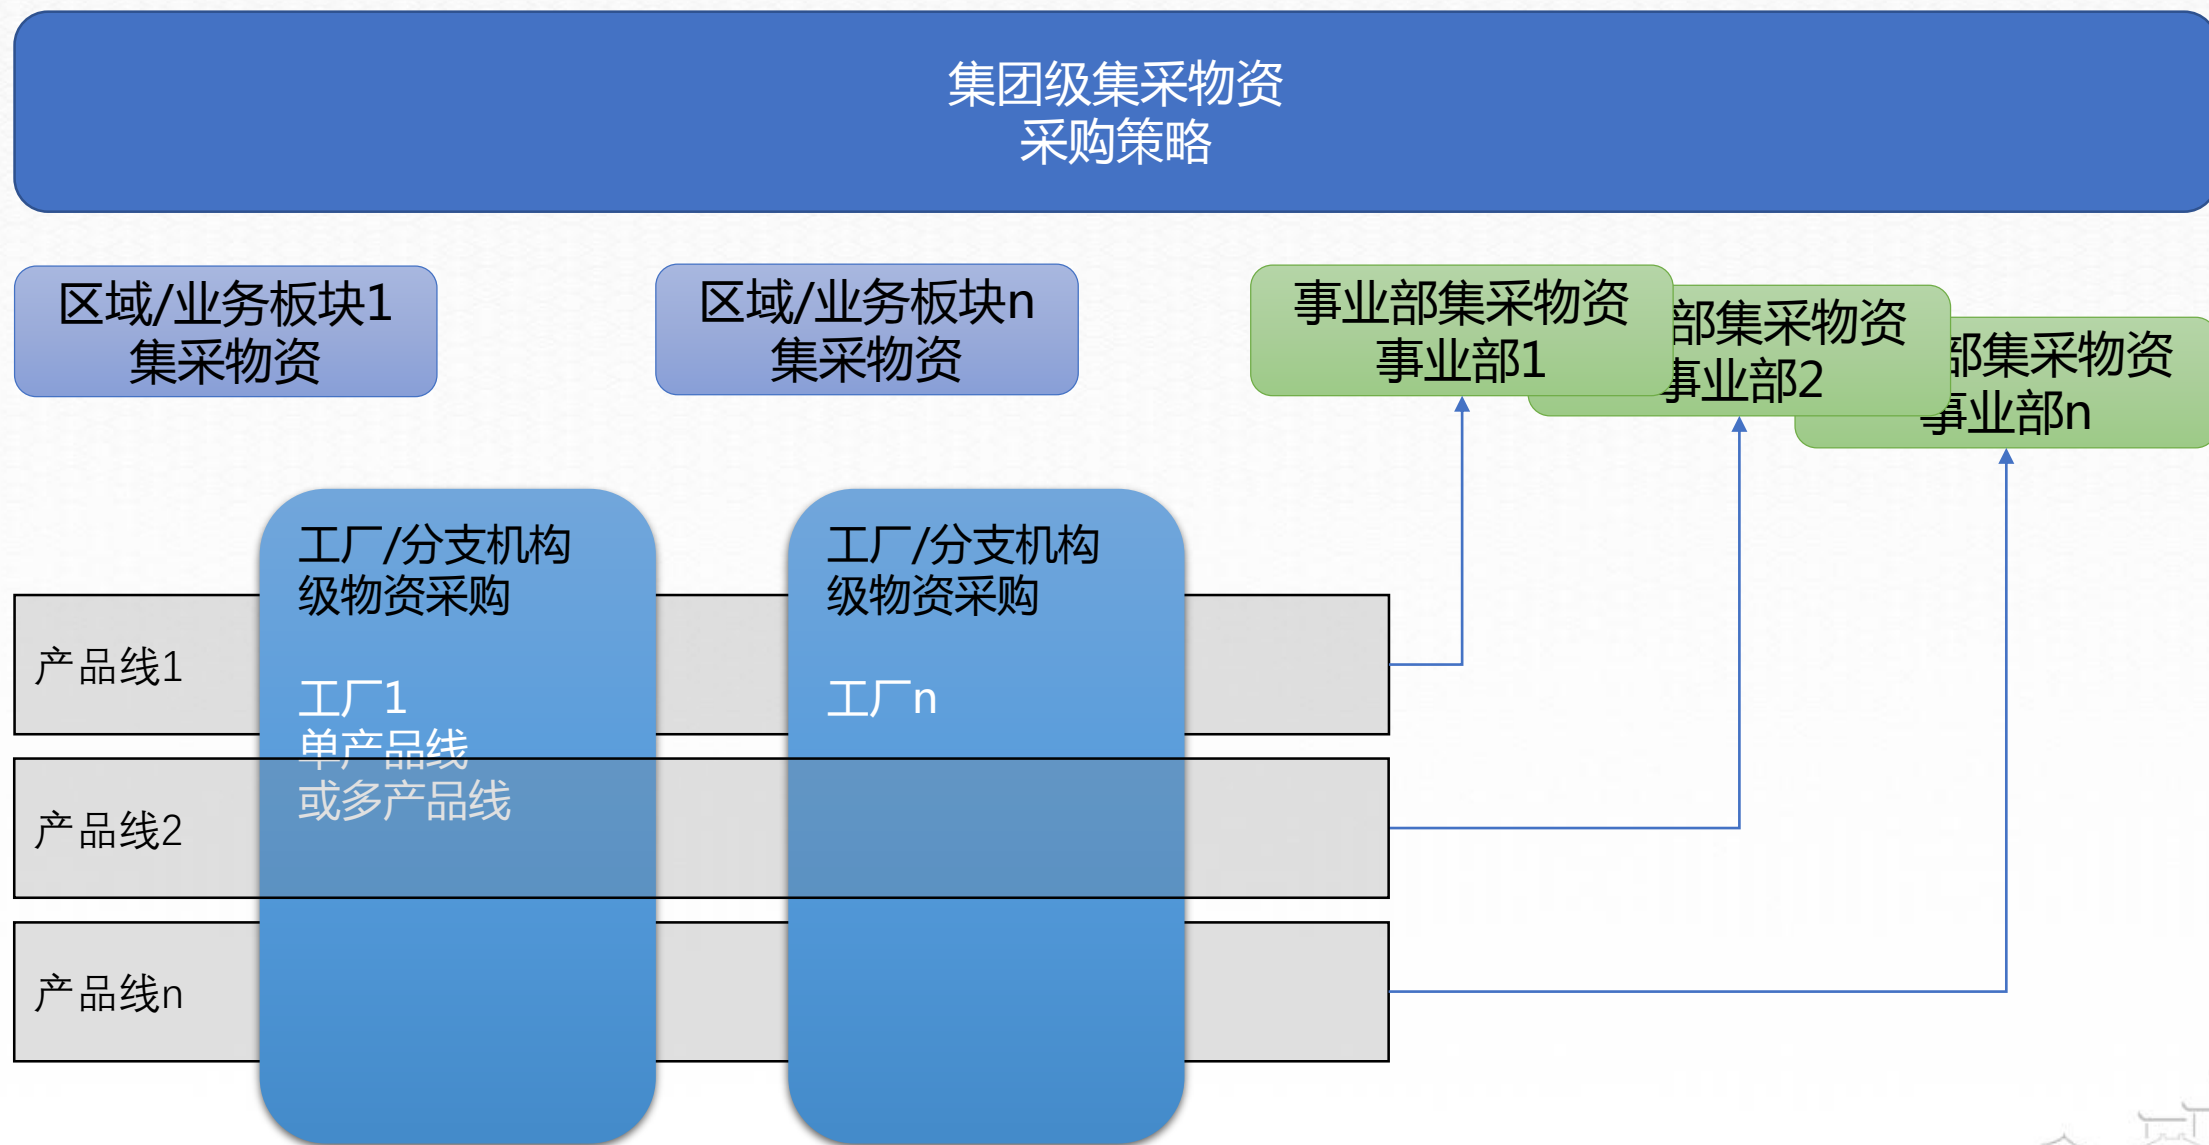 集团级集采物资
采购策略
区域/业务板块1
集采物资
区域/业务板块n
集采物资
事业部集采物资
事业部1
部集采物资
事业部2
部集采物资
事业部n
工厂/分支机构
级物资采购
工厂1
单产品线
或多产品线
工厂/分支机构
级物资采购
工厂n
产品线1
产品线2
产品线n